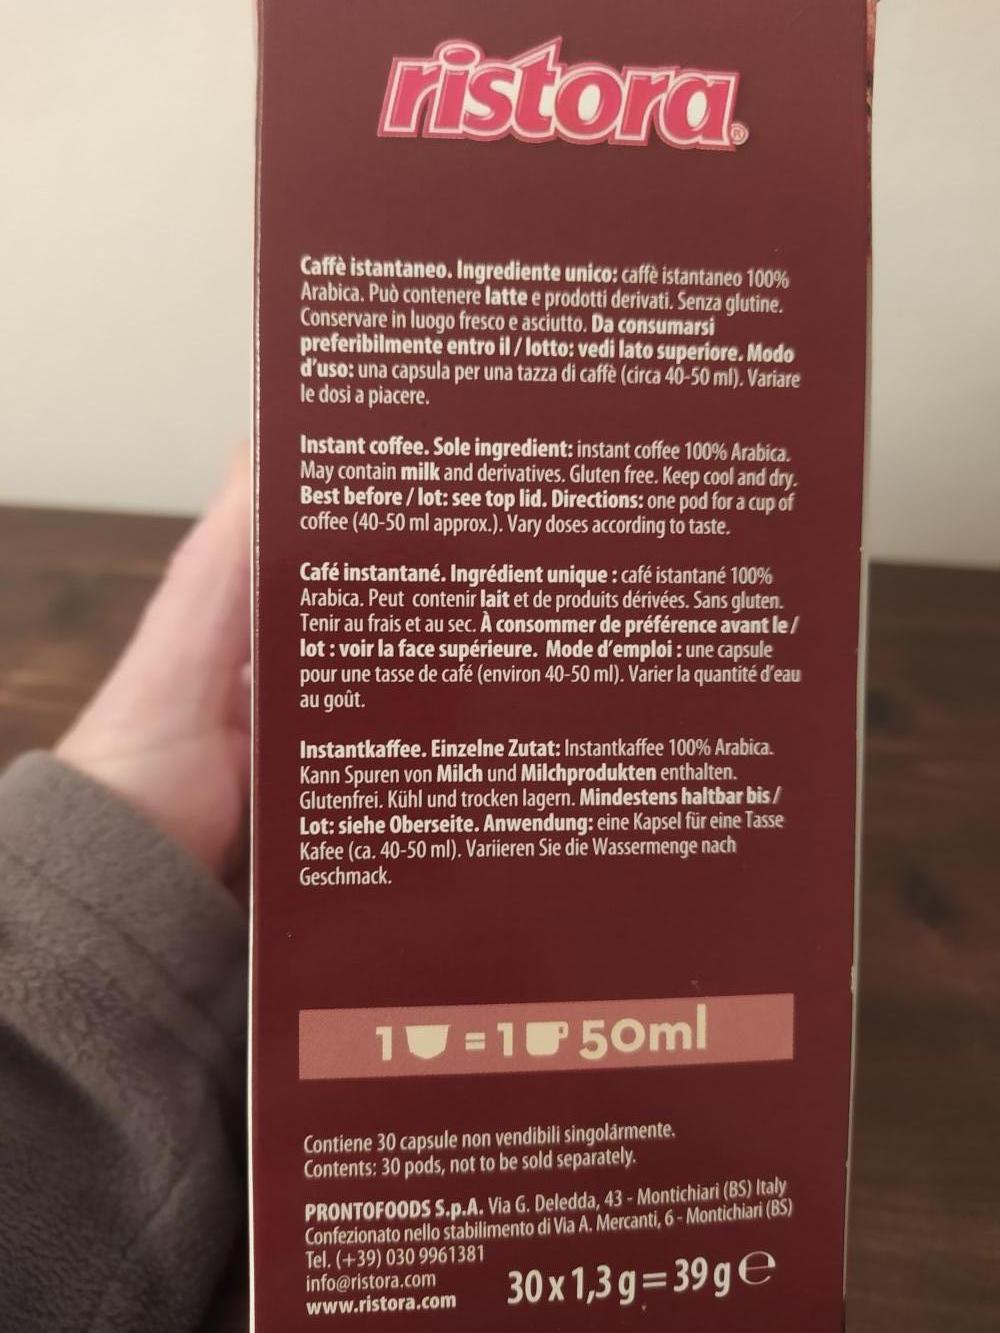 ristora®
Caffè istantaneo. Ingrediente unico: caffè istantaneo 100%
Arabica. Può contenere latte e prodotti derivati. Senza glutine.
Conservare in luogo fresco e asciutto. Da consumarsi
preferibilmente entro il / lotto: vedi lato superiore. Modo
d'uso: una capsula per una tazza di caffè (circa 40-50 ml). Variare
le dosi a piacere.
Instant coffee. Sole ingredient: instant coffee 100% Arabica.
May contain milk and derivatives. Gluten free. Keep cool and dry.
Best before / lot: see top lid. Directions: one pod for a cup of
coffee (40-50 ml approx.). Vary doses according to taste.
Café instantané. Ingrédient unique : café istantané 100%
Arabica. Peut contenir lait et de produits dérivées. Sans gluten.
Tenir au frais et au sec. À consommer de préférence avant le /
lot : voir la face supérieure. Mode d'emploi : une capsule
pour une tasse de café (environ 40-50 ml). Varier la quantité d'eau
au goût.
Instantkaffee. Einzelne Zutat: Instantkaffee 100% Arabica.
Kann Spuren von Milch und Milchprodukten enthalten.
Glutenfrei. Kühl und trocken lagern. Mindestens haltbar bis /
Lot: siehe Oberseite. Anwendung: eine Kapsel für eine Tasse
Kafee (ca. 40-50 ml). Variieren Sie die Wassermenge nach
Geschmack.
1 = 1 50ml
Contiene 30 capsule non vendibili singolármente.
Contents: 30 pods, not to be sold separately.
PRONTOFOODS S.p.A. Via G. Deledda, 43 - Montichiari (BS) Italy
Confezionato nello stabilimento di Via A. Mercanti, 6 - Montichiari (BS)
Tel. (+39) 030 9961381
info@ristora.com
www.ristora.com
30 x 1,3 g = 39 g ℮